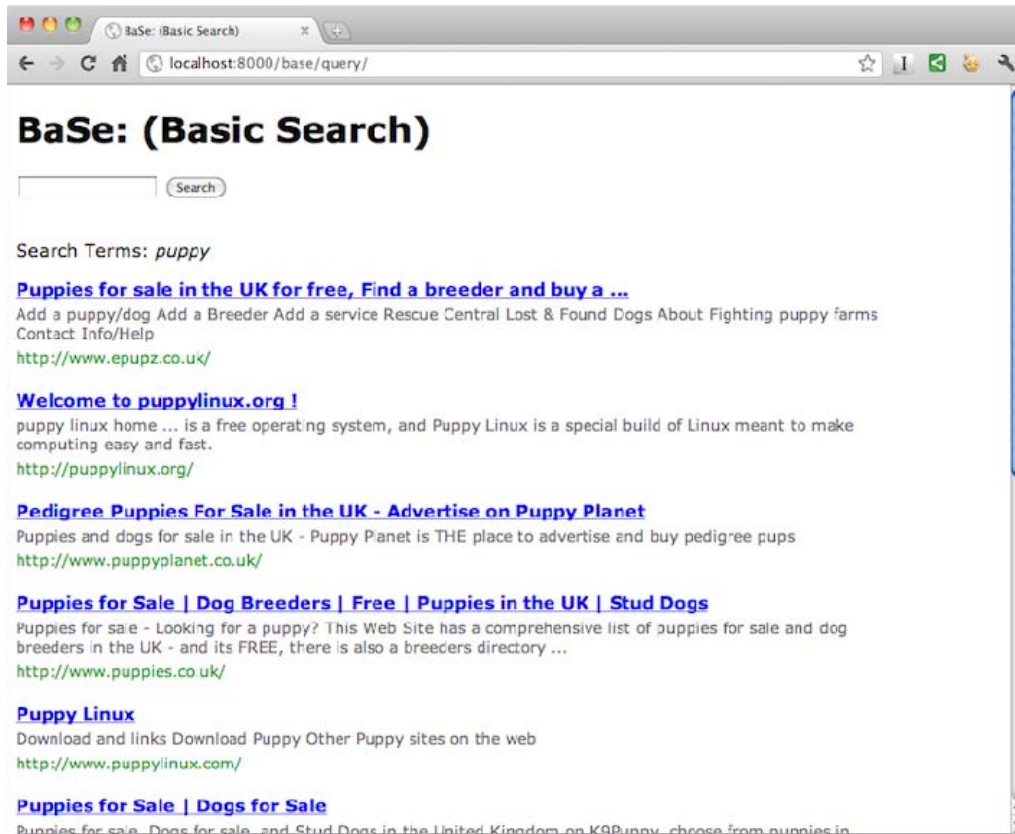 BaSe: (Basic Search)
localhost:8000/base/query/
BaSe: (Basic Search)
Search
Search Terms: puppy
Puppies for sale in the UK for free, Find a breeder and buy a ...
Add a puppy/dog Add a Breeder Add a service Rescue Central Lost & Found Dogs About Fighting puppy farms
Contact Info/Help
http://www.epupz.co.uk/
Welcome to puppylinux.org !
puppy linux home ... is a free operating system, and Puppy Linux is a special build of Linux meant to make
computing easy and fast.
http://puppylinux.org/
Pedigree Puppies For Sale in the UK - Advertise on Puppy Planet
Puppies and dogs for sale in the UK - Puppy Planet is THE place to advertise and buy pedigree pups
http://www.puppyplanet.co.uk/
Puppies for Sale | Dog Breeders | Free | Puppies in the UK | Stud Dogs
Puppies for sale - Looking for a puppy? This Web Site has a comprehensive list of puppies for sale and dog
breeders in the UK - and its FREE, there is also a breeders directory ...
http://www.puppies.co.uk/
Puppy Linux
Download and links Download Puppy Other Puppy sites on the web
http://www.puppylinux.com/
Puppies for Sale | Dogs for Sale
Puppies for sale, Dogs for sale, and Stud Dogs in the United Kingdom on K9Puppy, choose from puppies in